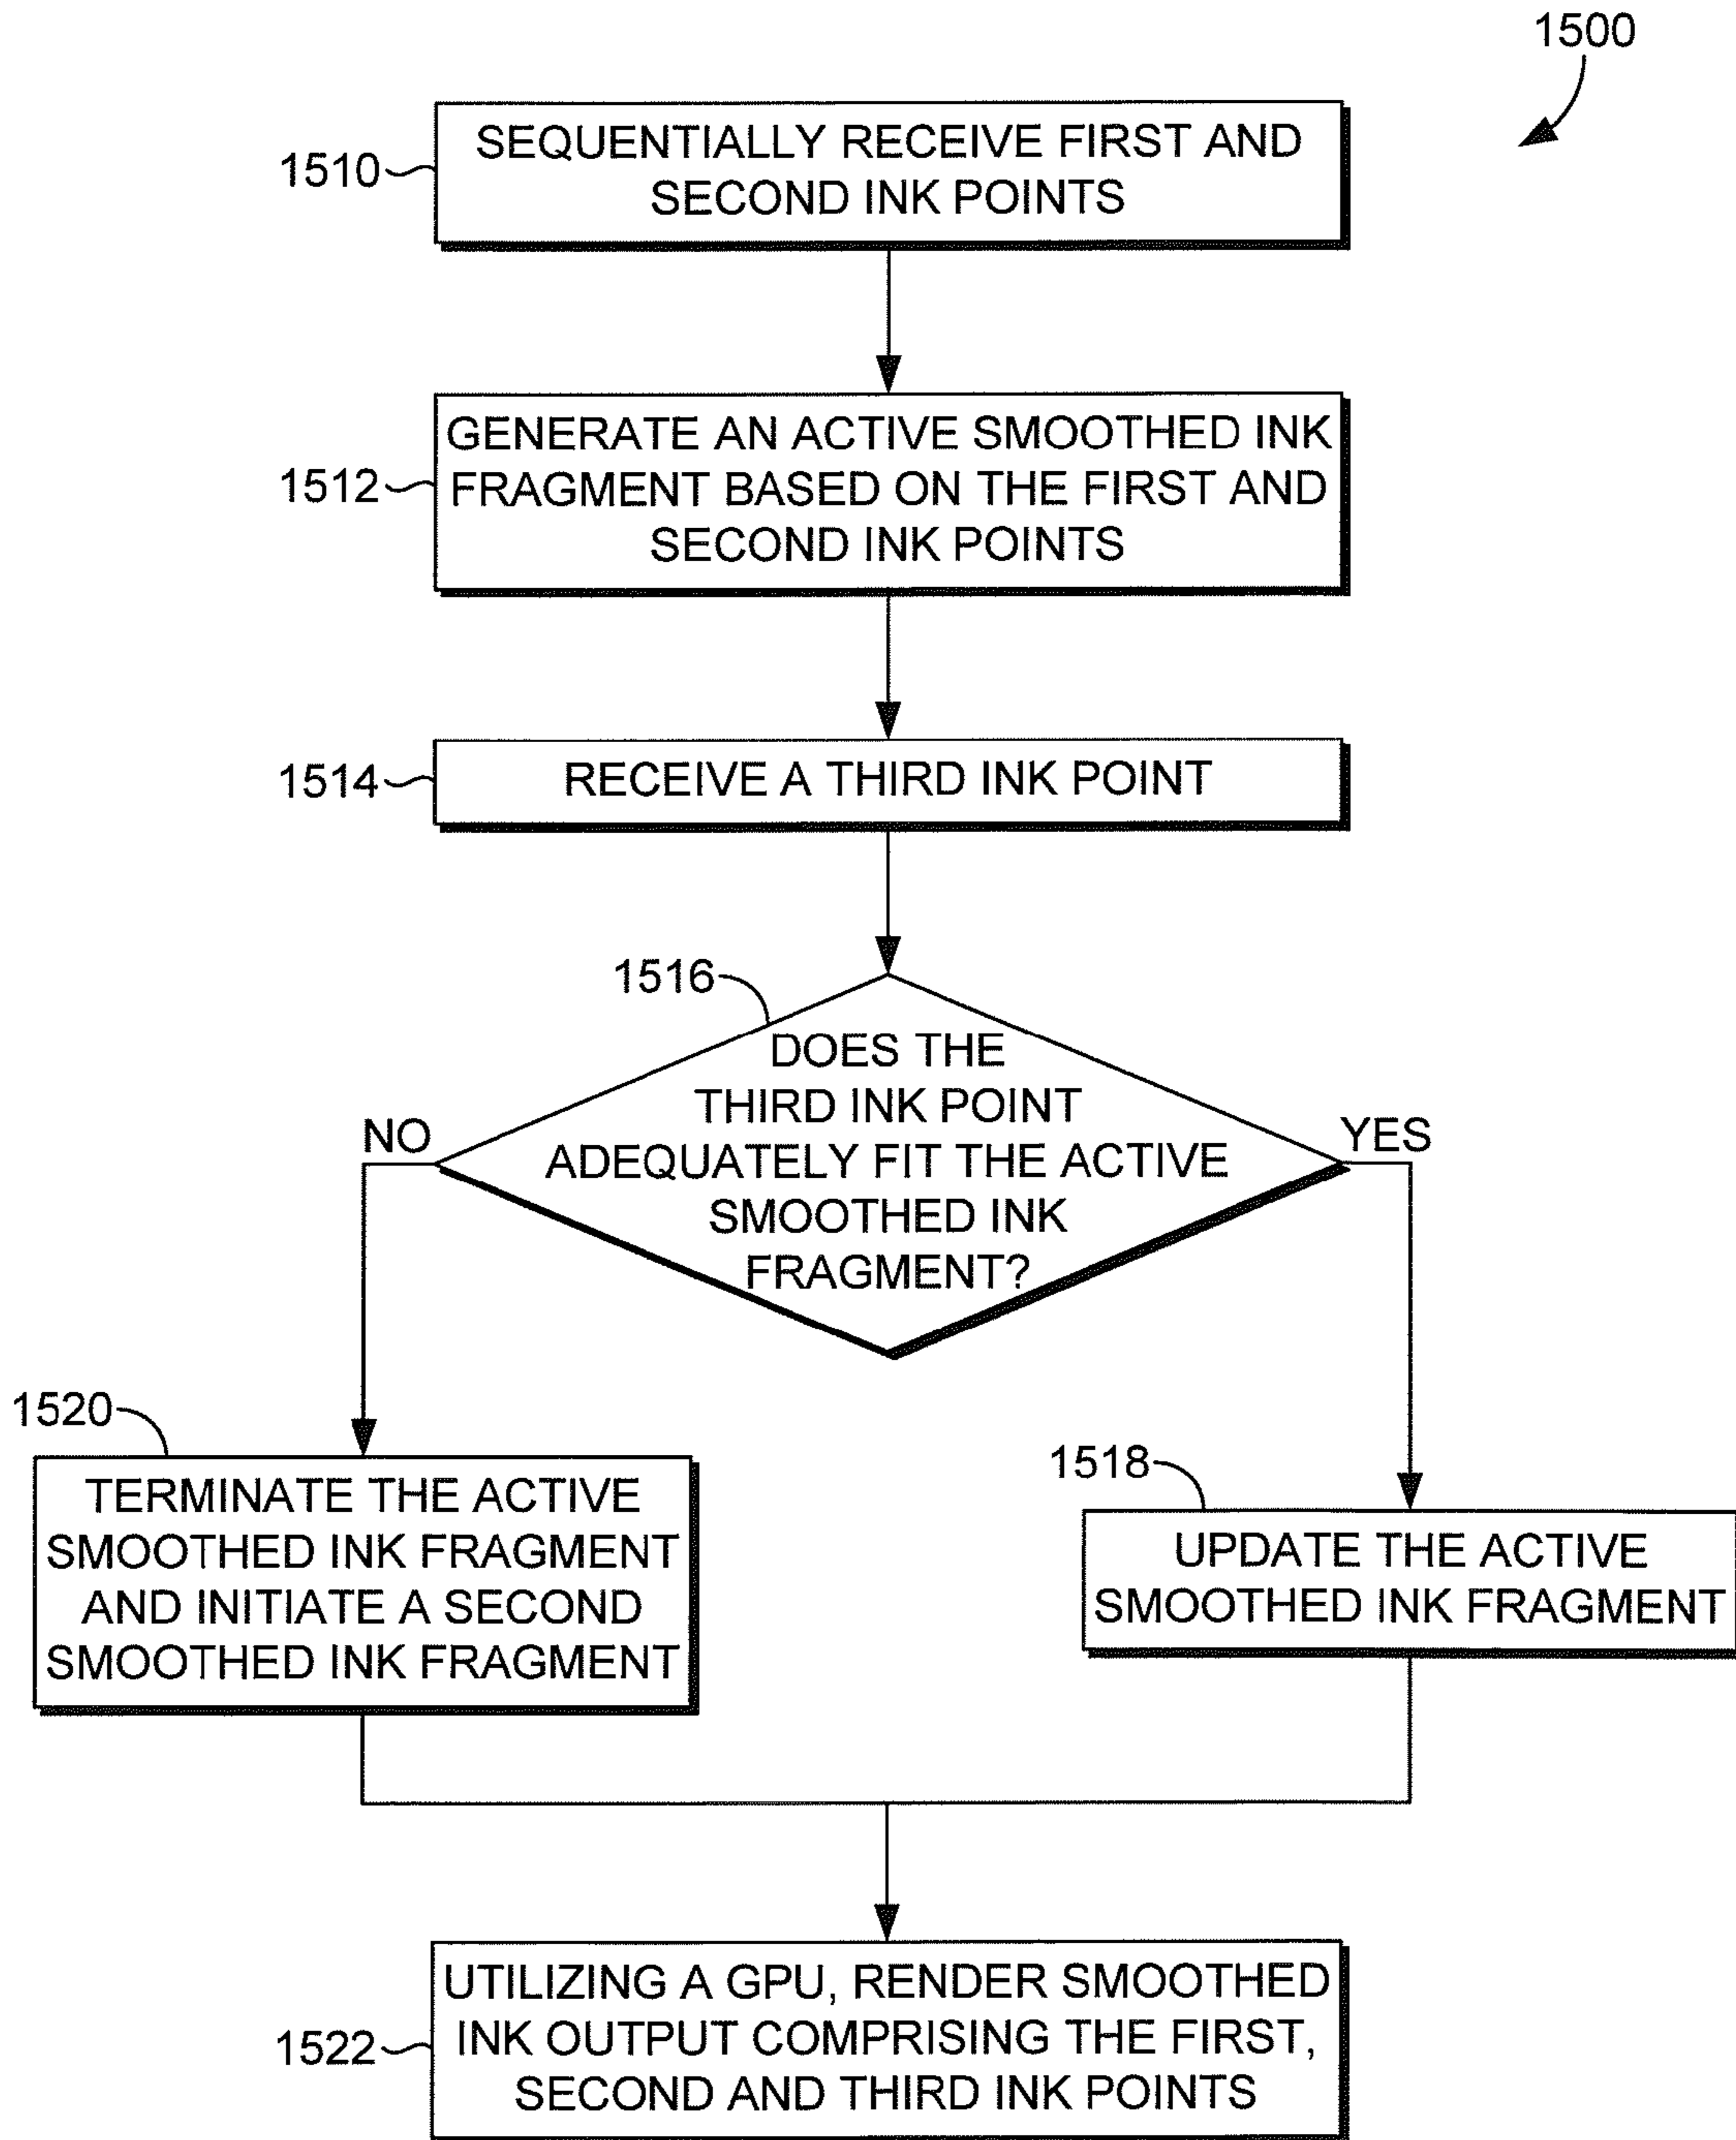 1500
1510
SEQUENTIALLY RECEIVE FIRST AND
SECOND INK POINTS
1512
GENERATE AN ACTIVE SMOOTHED INK
FRAGMENT BASED ON THE FIRST AND
SECOND INK POINTS
1514
RECEIVE A THIRD INK POINT
1516
DOES THE
THIRD INK POINT
ADEQUATELY FIT THE ACTIVE
SMOOTHED INK
FRAGMENT?
NO
YES
1520
TERMINATE THE ACTIVE
SMOOTHED INK FRAGMENT
AND INITIATE A SECOND
SMOOTHED INK FRAGMENT
1518
UPDATE THE ACTIVE
SMOOTHED INK FRAGMENT
1522
UTILIZING A GPU, RENDER SMOOTHED
INK OUTPUT COMPRISING THE FIRST,
SECOND AND THIRD INK POINTS